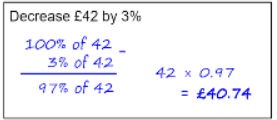 Decrease £42 by 3%
100% of 42 -
3% of 42
97% of 42
42 × 0.97
= £40.74